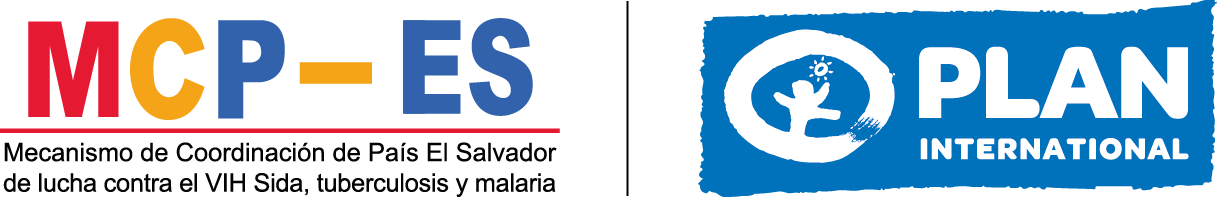 MCP-ES
Mecanismo de Coordinación de País El Salvador
de lucha contra el VIH Sida, tuberculosis y malaria
PLAN
INTERNATIONAL